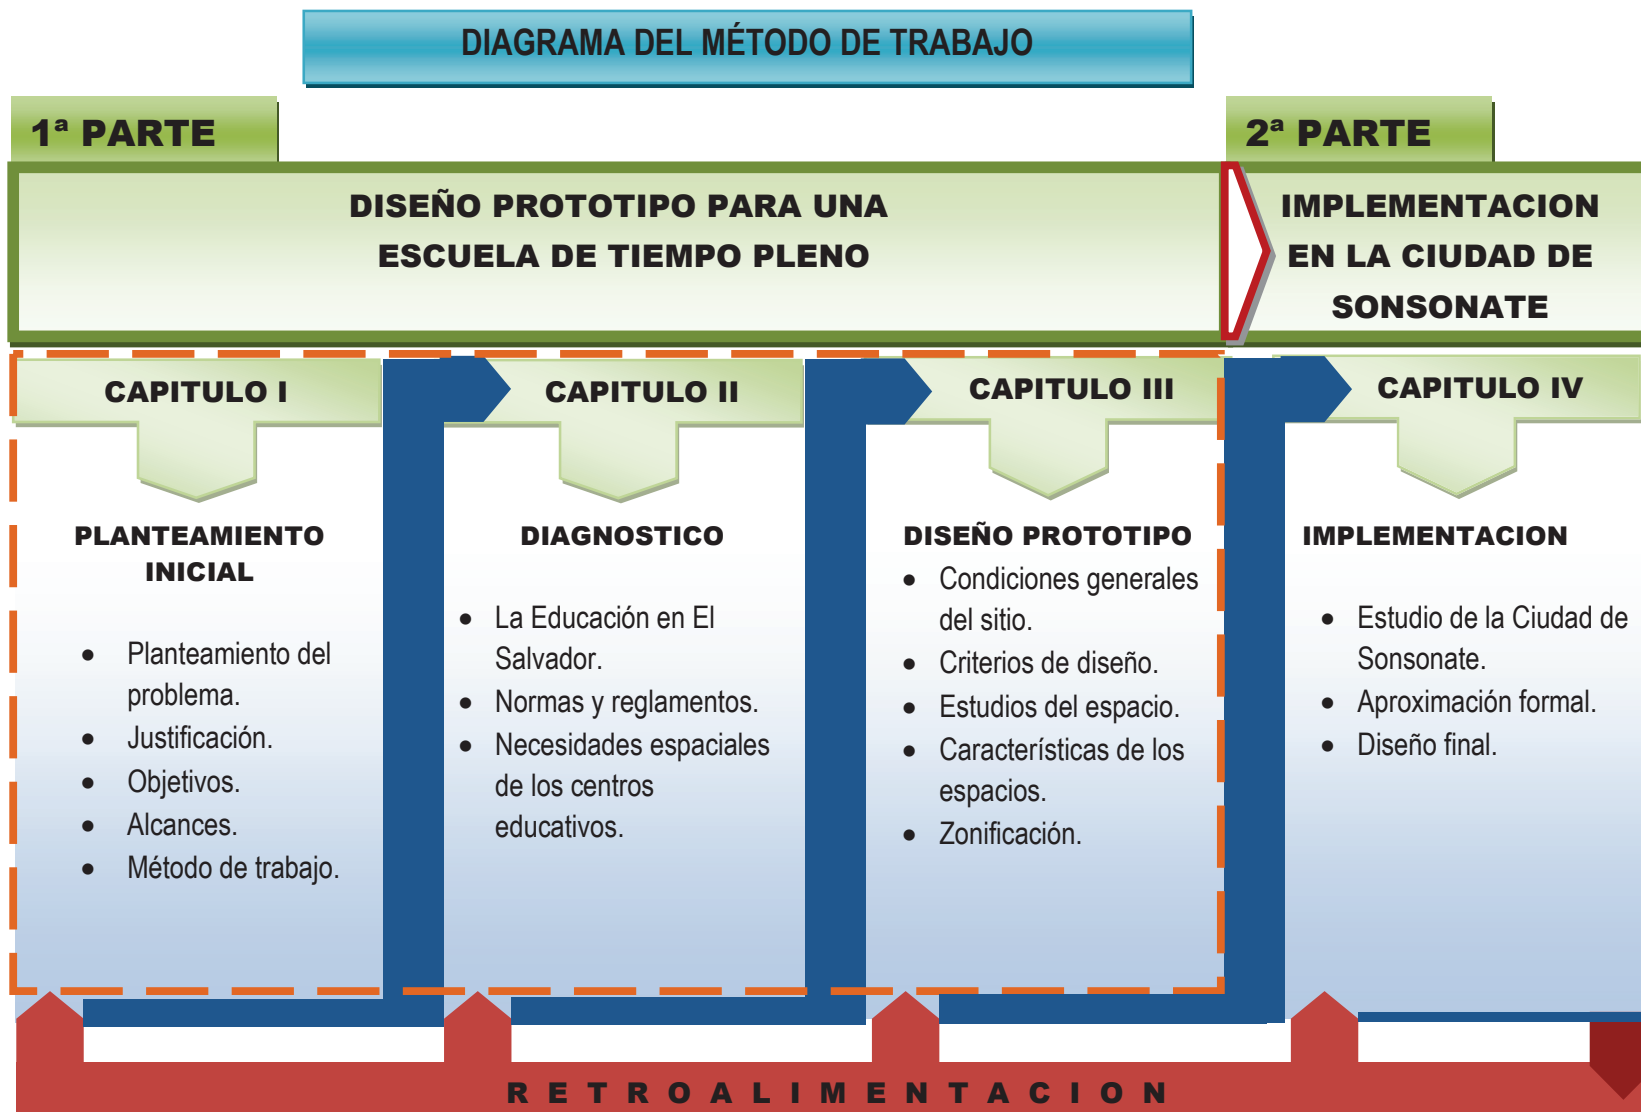 DIAGRAMA DEL MÉTODO DE TRABAJO
1ª PARTE
2ª PARTE
DISEÑO PROTOTIPO PARA UNA
ESCUELA DE TIEMPO PLENO
IMPLEMENTACION
EN LA CIUDAD DE
SONSONATE
CAPITULO I
PLANTEAMIENTO
INICIAL
• Planteamiento del
problema.
• Justificación.
• Objetivos.
• Alcances.
• Método de trabajo.
CAPITULO II
DIAGNOSTICO
• La Educación en El
Salvador.
• Normas y reglamentos.
• Necesidades espaciales
de los centros
educativos.
CAPITULO III
DISEÑO PROTOTIPO
• Condiciones generales
del sitio.
• Criterios de diseño.
• Estudios del espacio.
• Características de los
espacios.
• Zonificación.
CAPITULO IV
IMPLEMENTACION
• Estudio de la Ciudad de
Sonsonate.
• Aproximación formal.
• Diseño final.
RETROALIMENTACION